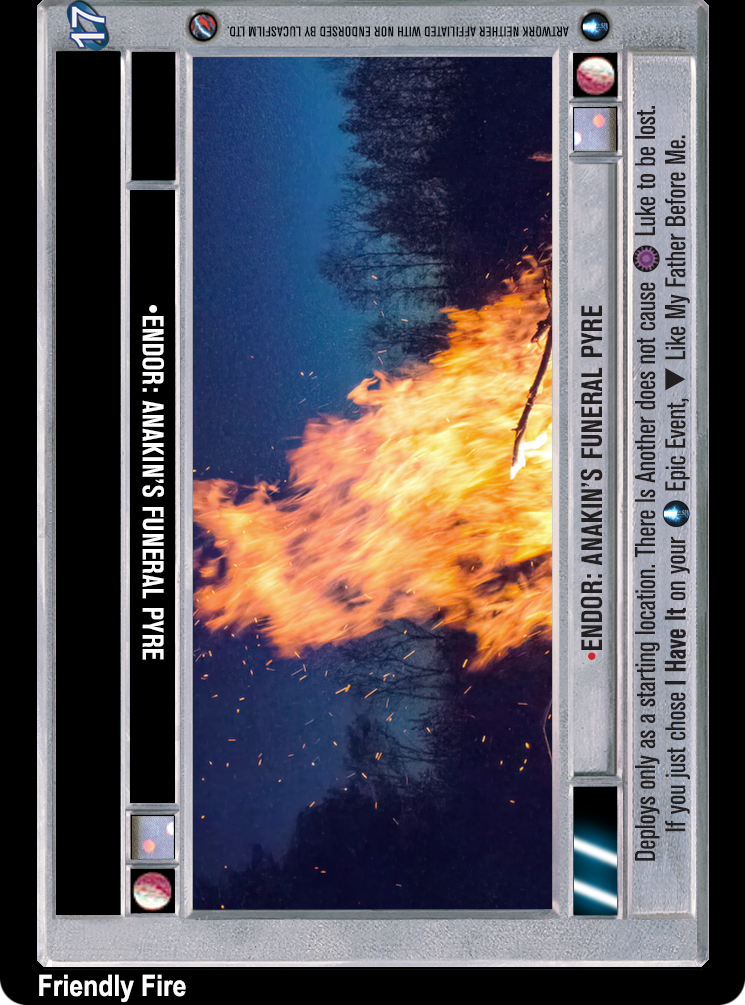 17
ARTWORK NEITHER AFFILIATED WITH NOR ENDORSED BY LUCASFILM LTD.
•ENDOR: ANAKIN'S FUNERAL PYRE
•ENDOR: ANAKIN'S FUNERAL PYRE
Deploys only as a starting location. There Is Another does not cause Luke to be lost.
If you just chose I Have It on your Epic Event, ▼ Like My Father Before Me.
Friendly Fire